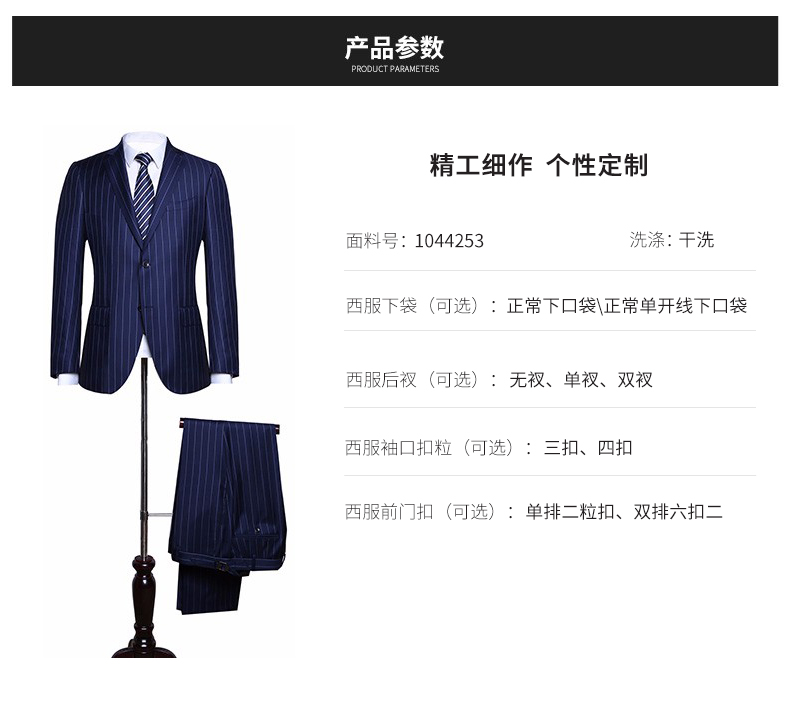 产品参数
PRODUCT PARAMETERS
精工细作 个性定制
面料号：1044253 洗涤：干洗
西服下袋（可选）：正常下口袋\正常单开线下口袋
西服后衩（可选）：无衩、单衩、双衩
西服袖口扣粒（可选）：三扣、四扣
西服前门扣（可选）：单排二粒扣、双排六扣二